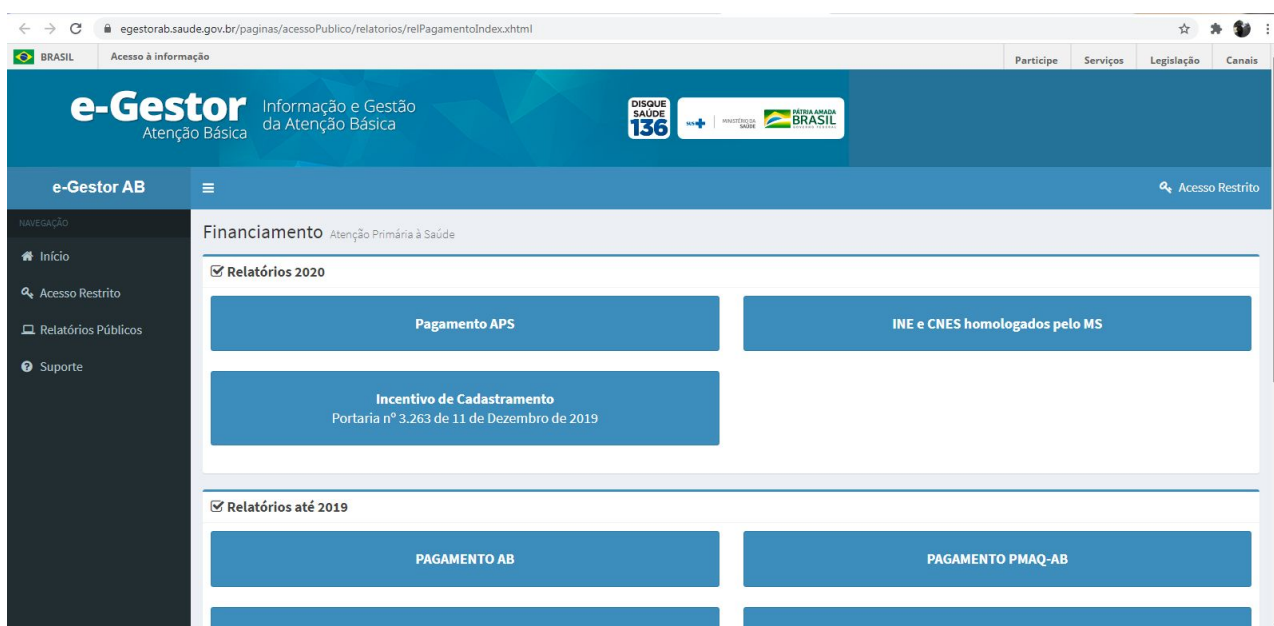 egestorab.saude.gov.br/paginas/acessoPublico/relatorios/relPagamentoIndex.xhtml
BRASIL Acesso à informação Participe Serviços Legislação Canais
e-Gestor
Atenção Básica
Informação e Gestão
da Atenção Básica
DISQUE
SAÚDE
136
SUS
MINISTÉRIO DA
SAÚDE
PÁTRIA AMADA
BRASIL
GOVERNO FEDERAL
e-Gestor AB Acesso Restrito
NAVEGAÇÃO
Início
Acesso Restrito
Relatórios Públicos
Suporte
Financiamento Atenção Primária à Saúde
Relatórios 2020
Pagamento APS INE e CNES homologados pelo MS
Incentivo de Cadastramento
Portaria nº 3.263 de 11 de Dezembro de 2019
Relatórios até 2019
PAGAMENTO AB PAGAMENTO PMAQ-AB